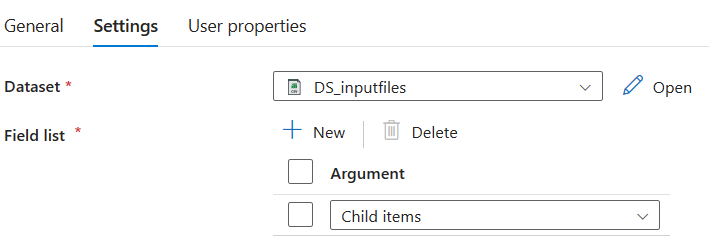 General Settings User properties
Dataset * DS_inputfiles Open
Field list * New Delete
Argument
Child items